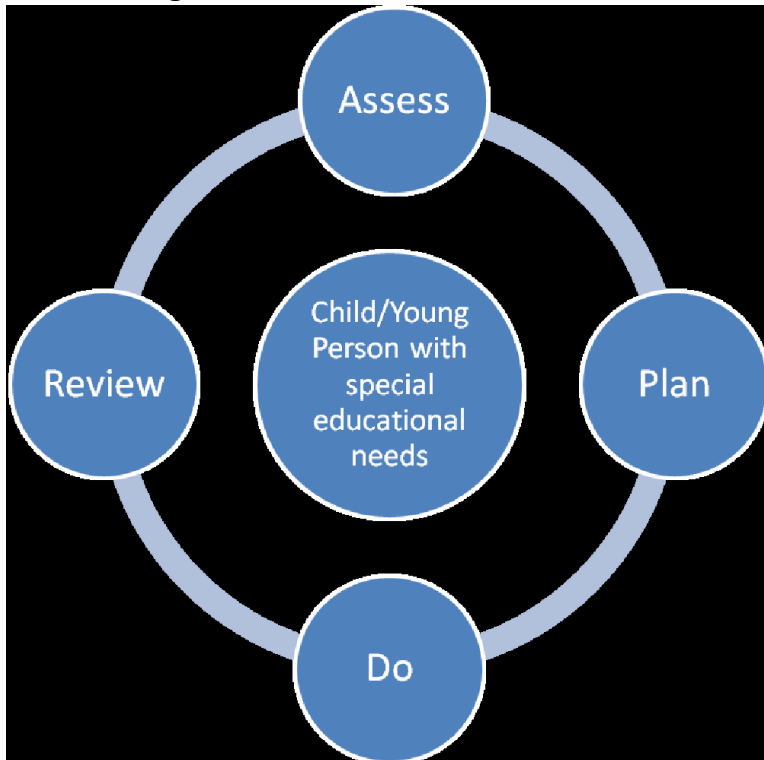 Assess
Child/Young
Person with
special
educational
needs
Review
Plan
Do